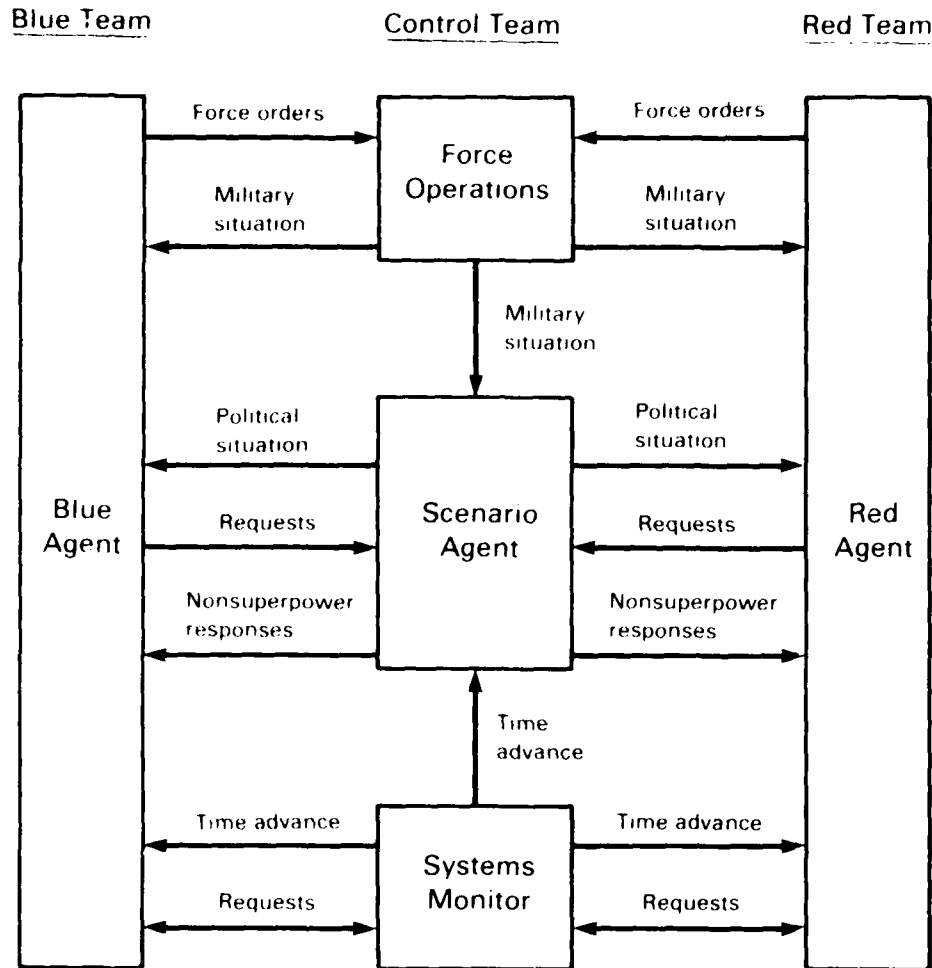 Blue Team
Control Team
Red Team
Force orders
Force orders
Force
Operations
Military
situation
Military
situation
Military
situation
Political
situation
Political
situation
Blue
Agent
Requests
Scenario
Agent
Requests
Red
Agent
Nonsuperpower
responses
Nonsuperpower
responses
Time
advance
Time advance
Time advance
Systems
Monitor
Requests
Requests